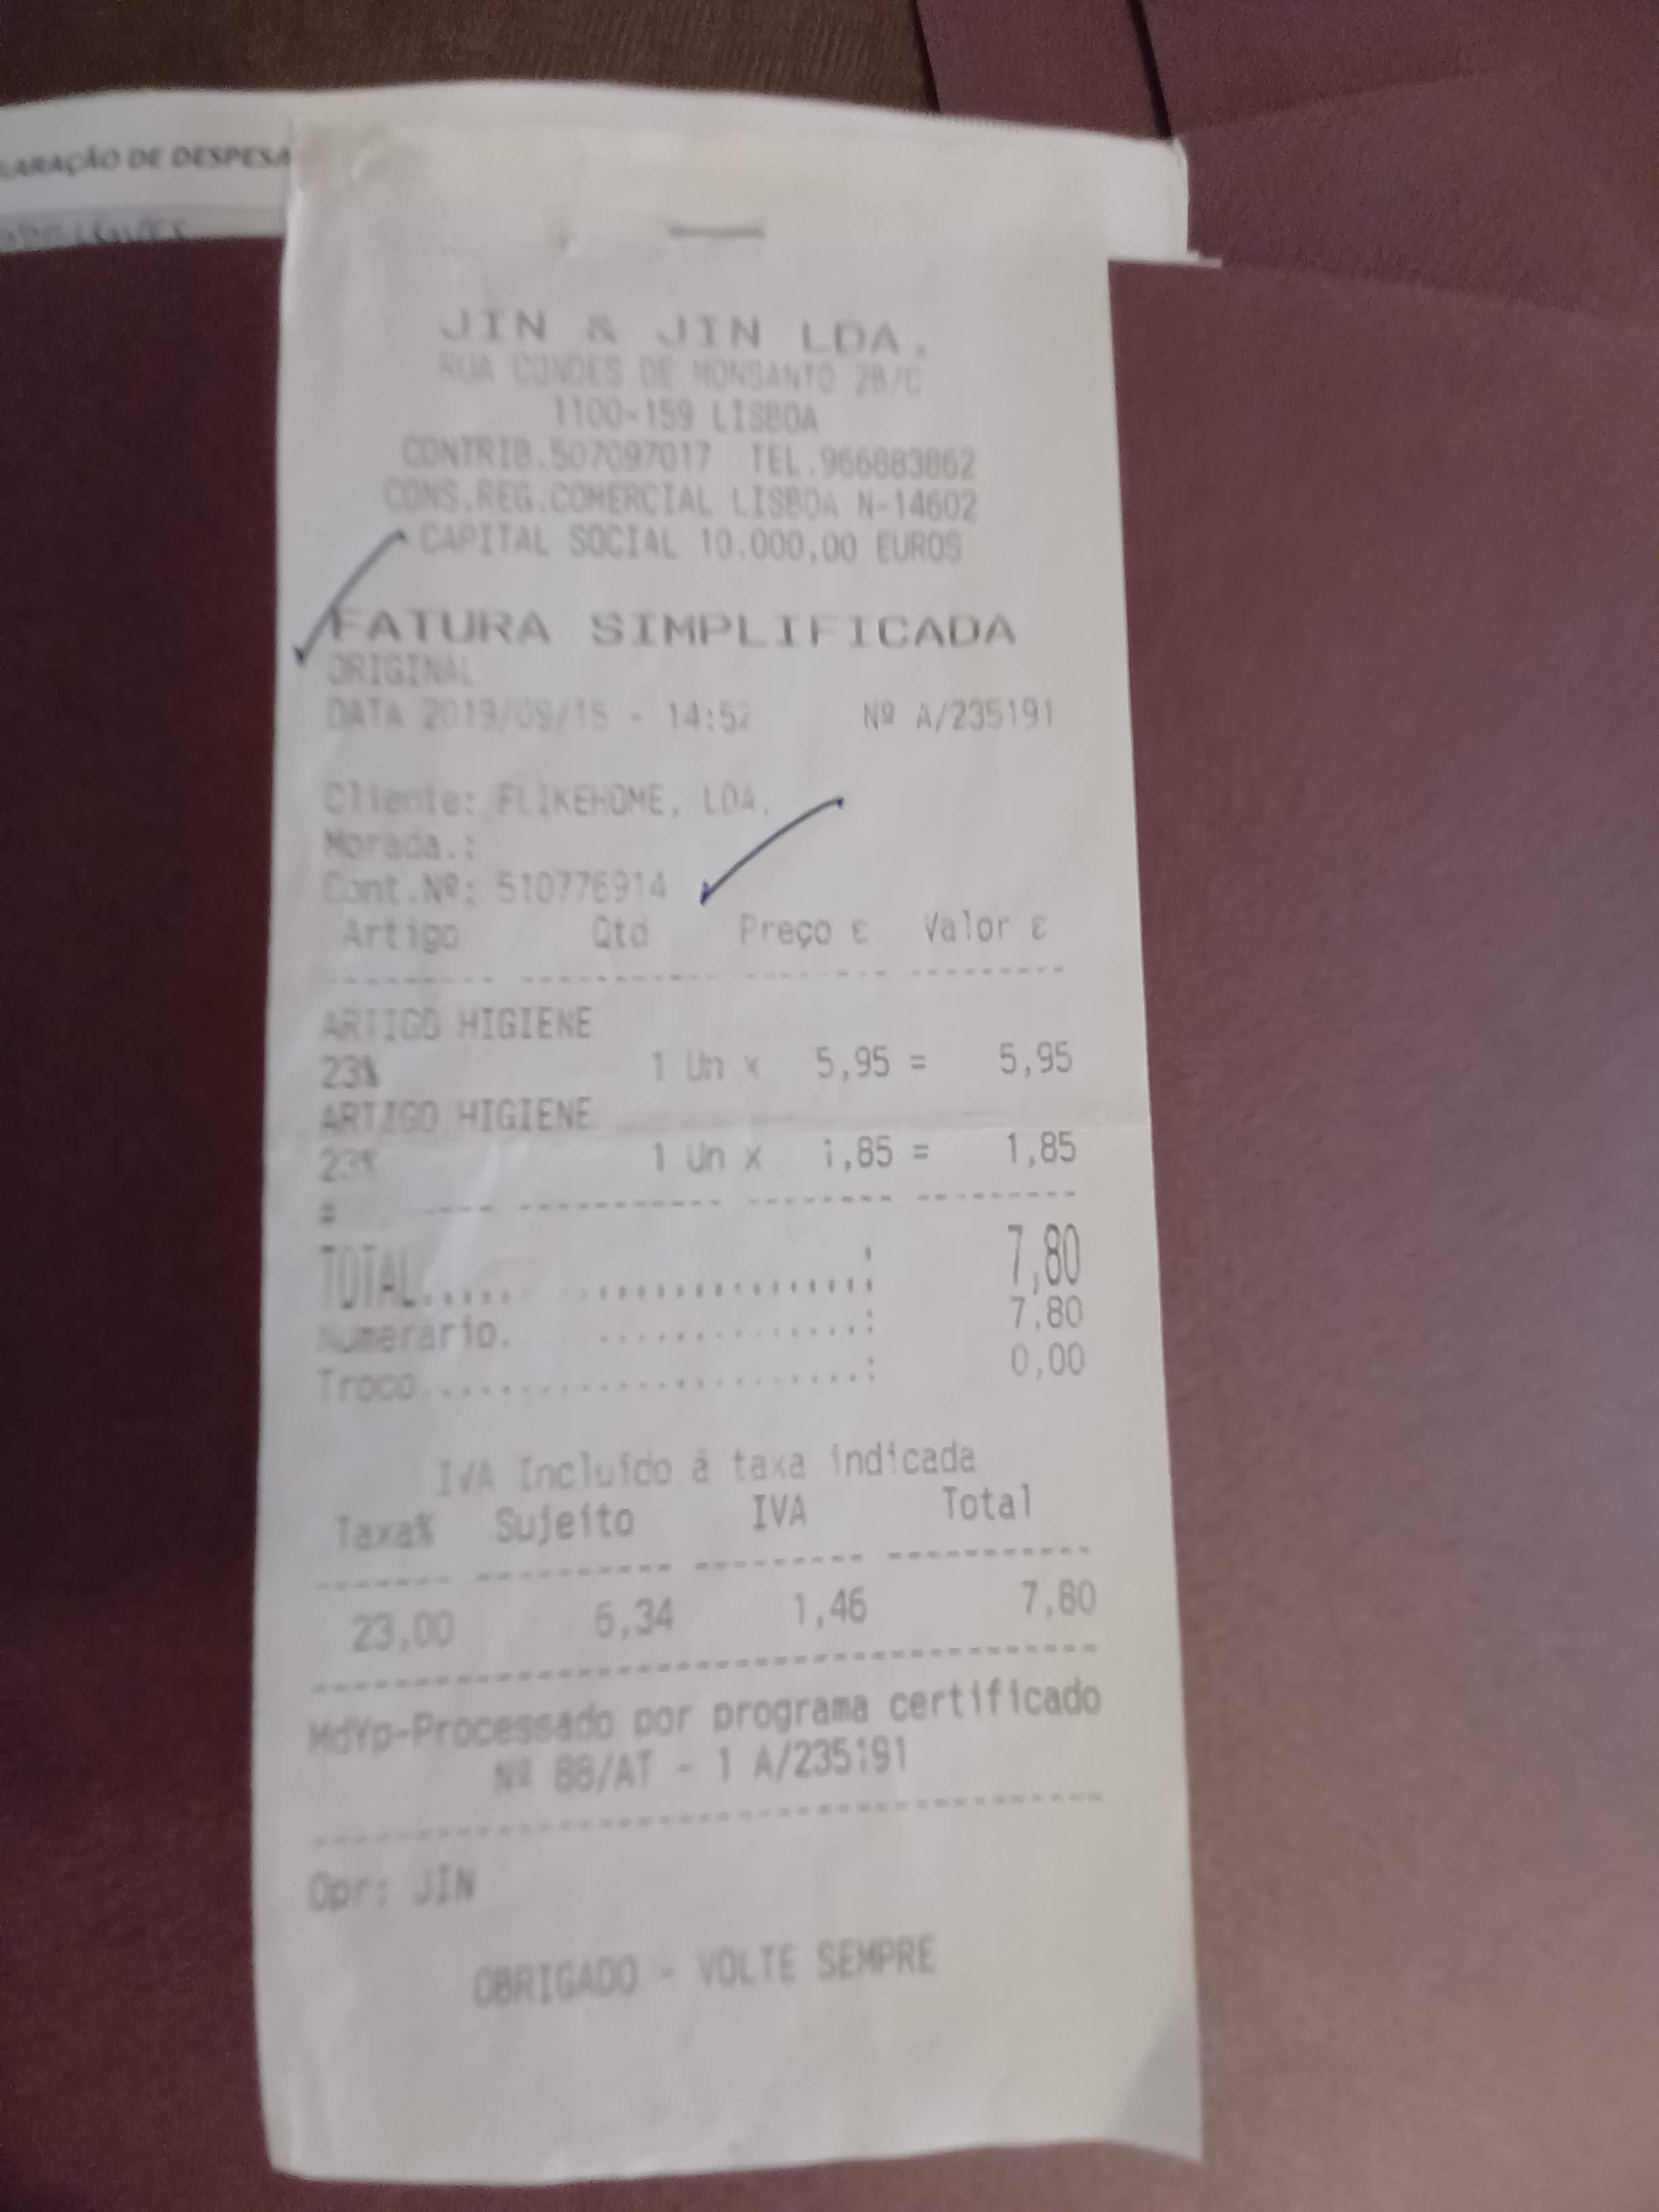 LARAÇÃO DE DESPESA
JIN & JIN LDA.
RUA CONDES DE MONSANTO 2B/C
1100-159 LISBOA
CONTRIB.507097017 TEL.966883862
CONS.REG.COMERCIAL LISBOA N-14602
CAPITAL SOCIAL 10.000,00 EUROS
FATURA SIMPLIFICADA
ORIGINAL
DATA 2019/09/15 - 14:52 Nº A/235191
Cliente: FLIKEHOME, LDA.
Morada.:
Cont.Nº: 510776914
Artigo Qtd Preço € Valor €
ARTIGO HIGIENE
23% 1 Un x 5,95 = 5,95
ARTIGO HIGIENE
23% 1 Un x 1,85 = 1,85
=
TOTAL.....................: 7,80
Numerario. ..............: 7,80
Troco.......................: 0,00
IVA Incluído à taxa indicada
Taxa% Sujeito IVA Total
23,00 6,34 1,46 7,80
MdYp-Processado por programa certificado
Nº 88/AT - 1 A/235191
Opr: JIN
OBRIGADO - VOLTE SEMPRE